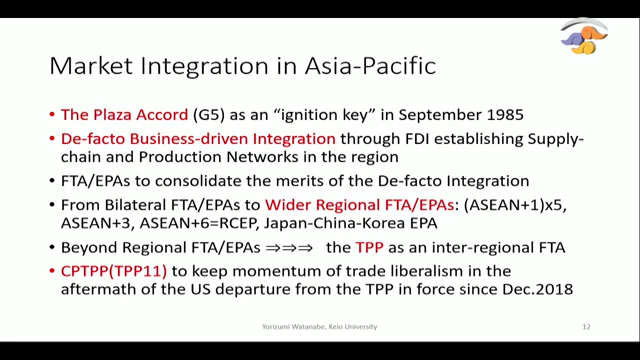 Market Integration in Asia-Pacific
• The Plaza Accord (G5) as an “ignition key” in September 1985
• De-facto Business-driven Integration through FDI establishing Supply-
chain and Production Networks in the region
• FTA/EPAs to consolidate the merits of the De-facto Integration
• From Bilateral FTA/EPAs to Wider Regional FTA/EPAs: (ASEAN+1)x5,
ASEAN+3, ASEAN+6=RCEP, Japan-China-Korea EPA
• Beyond Regional FTA/EPAs ⇒⇒⇒ the TPP as an inter-regional FTA
• CPTPP(TPP11) to keep momentum of trade liberalism in the
aftermath of the US departure from the TPP in force since Dec.2018
Yorizumi Watanabe, Keio University
12